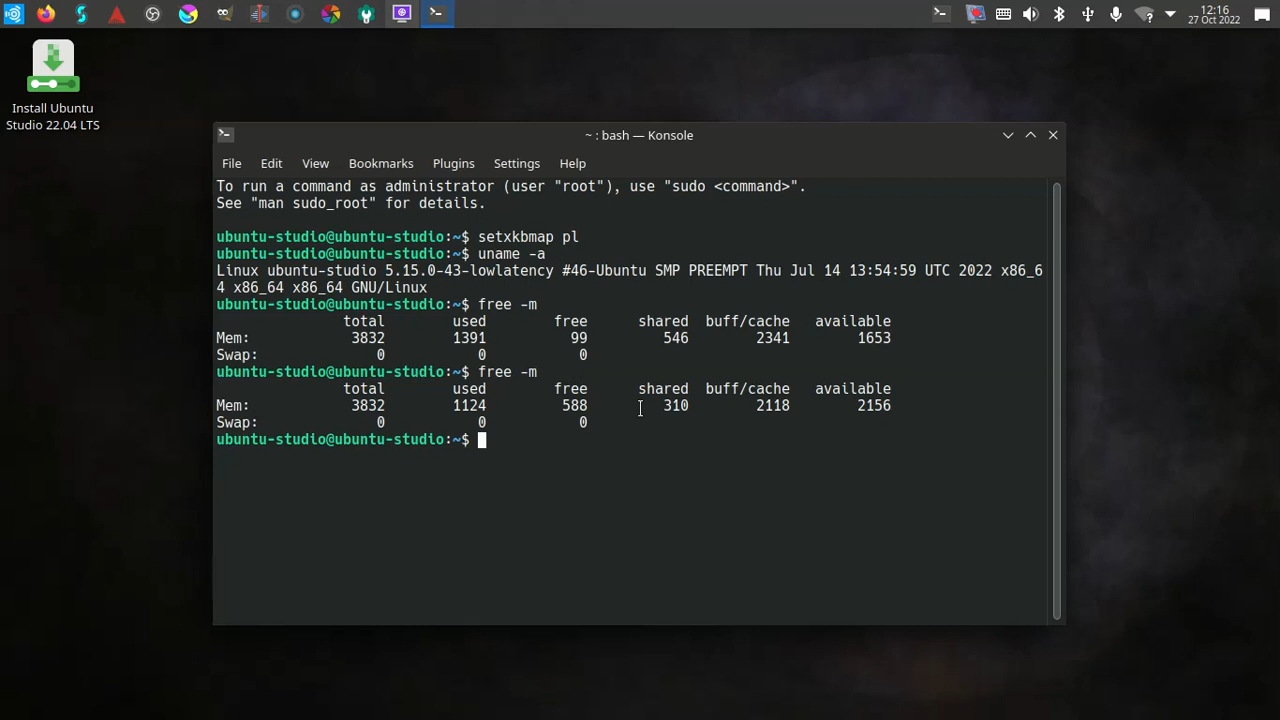 12:16
27 Oct 2022
Install Ubuntu
Studio 22.04 LTS
~ : bash — Konsole
File Edit View Bookmarks Plugins Settings Help
To run a command as administrator (user "root"), use "sudo <command>".
See "man sudo_root" for details.
ubuntu-studio@ubuntu-studio:~$ setxkbmap pl
ubuntu-studio@ubuntu-studio:~$ uname -a
Linux ubuntu-studio 5.15.0-43-lowlatency #46-Ubuntu SMP PREEMPT Thu Jul 14 13:54:59 UTC 2022 x86_6
4 x86_64 x86_64 GNU/Linux
ubuntu-studio@ubuntu-studio:~$ free -m
total used free shared buff/cache available
Mem: 3832 1391 99 546 2341 1653
Swap: 0 0 0
ubuntu-studio@ubuntu-studio:~$ free -m
total used free shared buff/cache available
Mem: 3832 1124 588 310 2118 2156
Swap: 0 0 0
ubuntu-studio@ubuntu-studio:~$